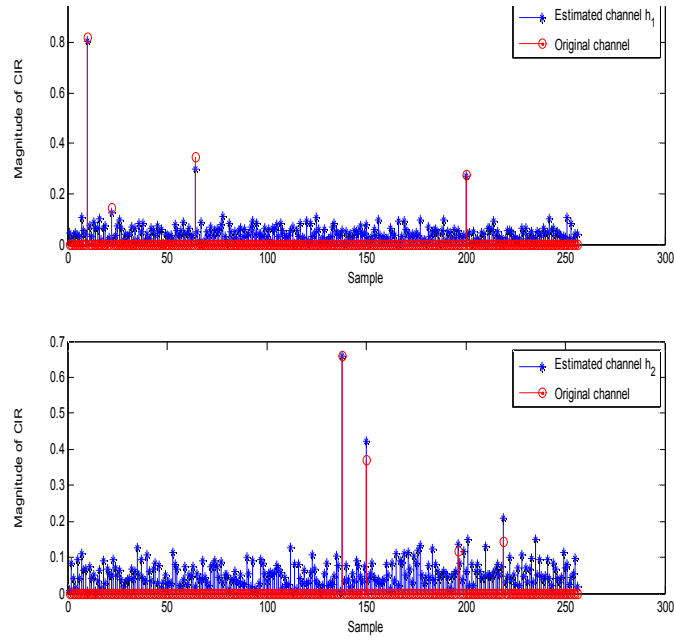 Estimated channel h1
Original channel
Magnitude of CIR
0.8
0.6
0.4
0.2
0
0 50 100 150 200 250 300
Sample
Estimated channel h2
Original channel
Magnitude of CIR
0.7
0.6
0.5
0.4
0.3
0.2
0.1
0
0 50 100 150 200 250 300
Sample